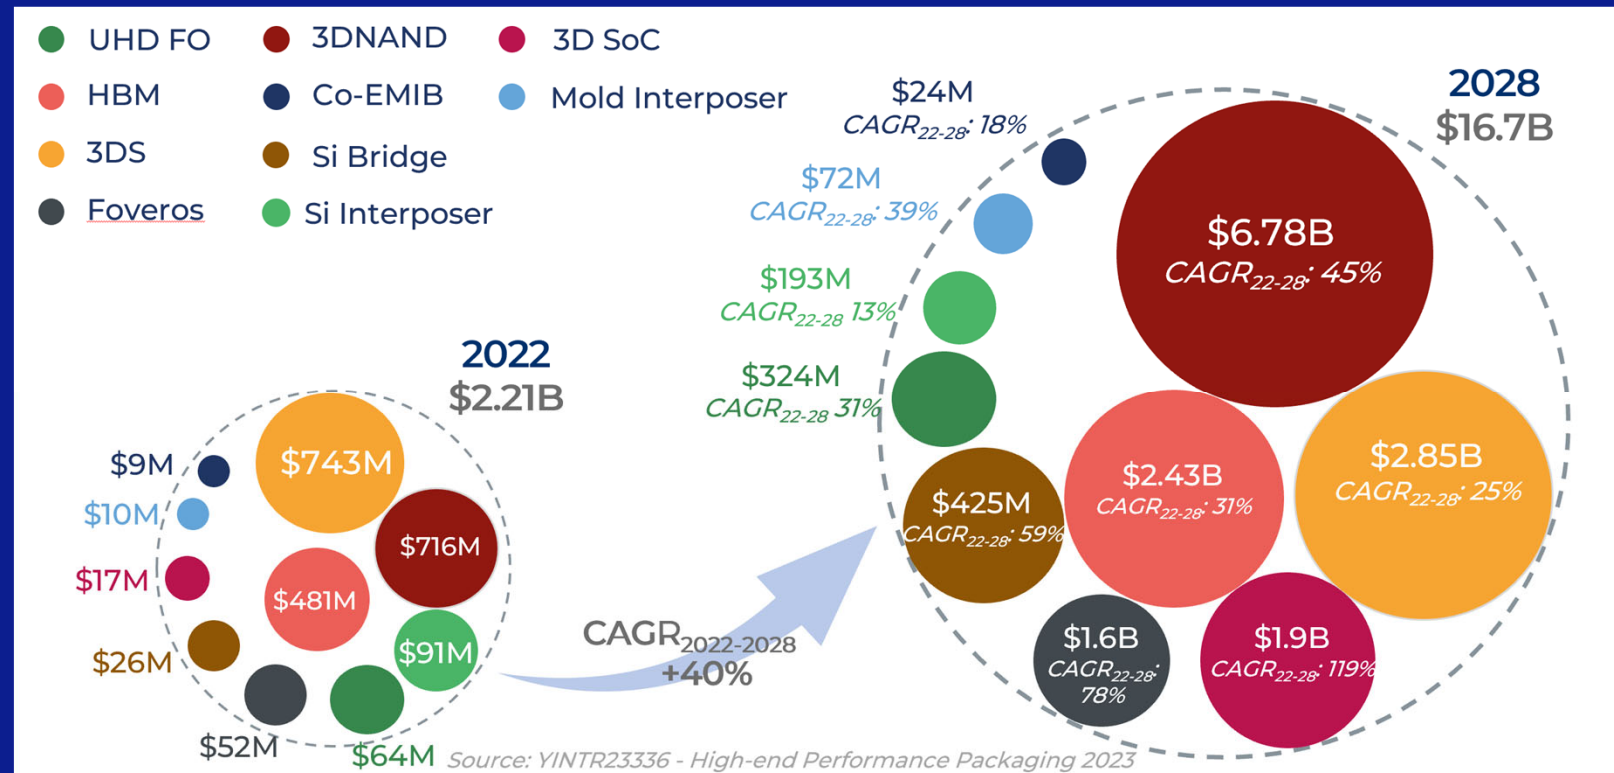 UHD FO
3DNAND
3D SoC
HBM
Co-EMIB
Mold Interposer
3DS
Si Bridge
Foveros
Si Interposer
2022
$2.21B
$743M
$716M
$481M
$91M
$9M
$10M
$17M
$26M
$52M
$64M
CAGR2022-2028
+40%
2028
$16.7B
$24M
CAGR22-28: 18%
$72M
CAGR22-28: 39%
$193M
CAGR22-28 13%
$324M
CAGR22-28 31%
$425M
CAGR22-28: 59%
$6.78B
CAGR22-28: 45%
$2.43B
CAGR22-28: 31%
$2.85B
CAGR22-28: 25%
$1.6B
CAGR22-28:
78%
$1.9B
CAGR22-28: 119%
Source: YINTR23336 - High-end Performance Packaging 2023